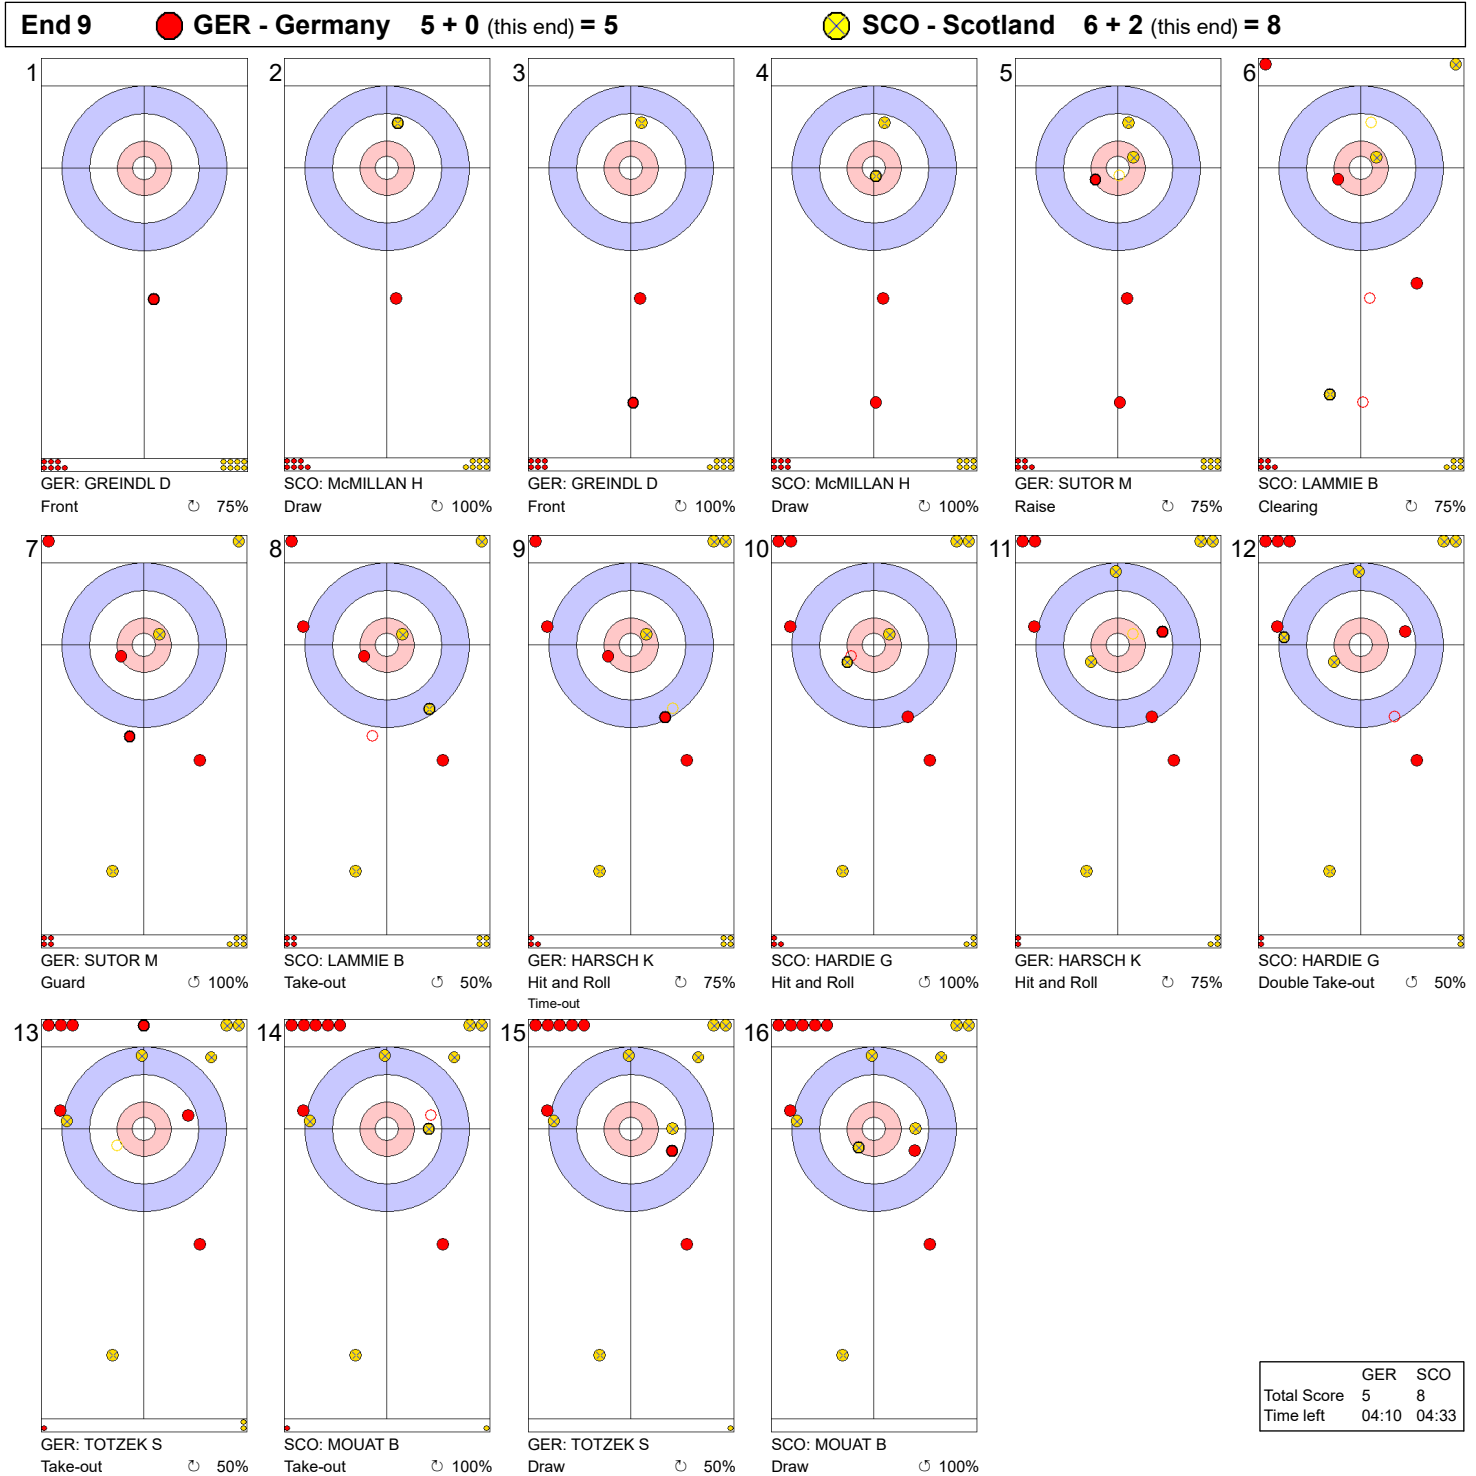 End 9 GER - Germany 5 + 0 (this end) = 5 SCO - Scotland 6 + 2 (this end) = 8
1 2 3 4 5 6
GER: GREINDL D SCO: McMILLAN H GER: GREINDL D SCO: McMILLAN H GER: SUTOR M SCO: LAMMIE B
Front ↻ 75% Draw ↻ 100% Front ↻ 100% Draw ↻ 100% Raise ↻ 75% Clearing ↻ 75%
7 8 9 10 11 12
GER: SUTOR M SCO: LAMMIE B GER: HARSCH K SCO: HARDIE G GER: HARSCH K SCO: HARDIE G
Guard ↺ 100% Take-out ↺ 50% Hit and Roll ↻ 75% Hit and Roll ↺ 100% Hit and Roll ↻ 75% Double Take-out ↺ 50%
Time-out
13 14 15 16
GER: TOTZEK S SCO: MOUAT B GER: TOTZEK S SCO: MOUAT B
Take-out ↻ 50% Take-out ↻ 100% Draw ↻ 50% Draw ↺ 100%
GER SCO
Total Score 5 8
Time left 04:10 04:33